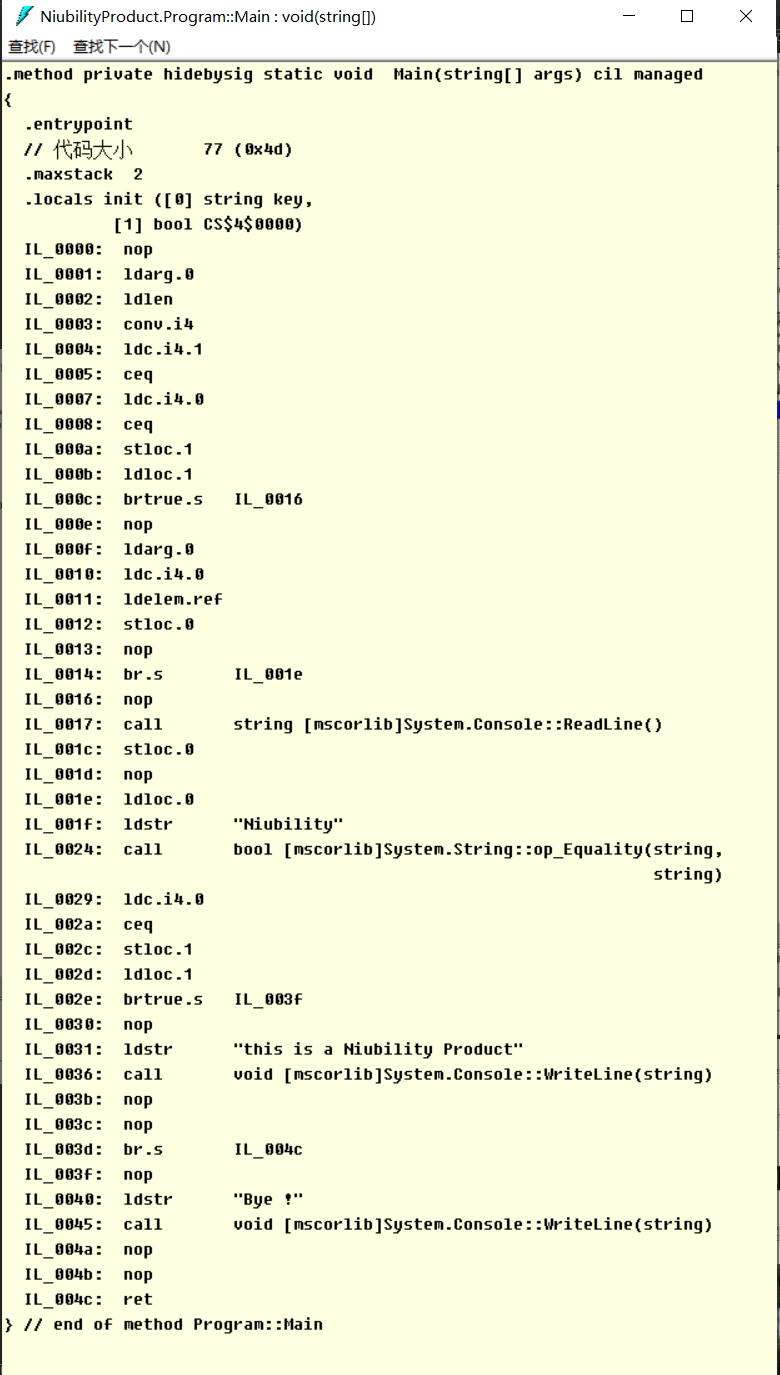 NiubilityProduct.Program::Main : void(string[])
查找(F) 查找下一个(N)
.method private hidebysig static void  Main(string[] args) cil managed
{
  .entrypoint
  // 代码大小       77 (0x4d)
  .maxstack  2
  .locals init ([0] string key,
           [1] bool CS$4$0000)
  IL_0000:  nop
  IL_0001:  ldarg.0
  IL_0002:  ldlen
  IL_0003:  conv.i4
  IL_0004:  ldc.i4.1
  IL_0005:  ceq
  IL_0007:  ldc.i4.0
  IL_0008:  ceq
  IL_000a:  stloc.1
  IL_000b:  ldloc.1
  IL_000c:  brtrue.s   IL_0016
  IL_000e:  nop
  IL_000f:  ldarg.0
  IL_0010:  ldc.i4.0
  IL_0011:  ldelem.ref
  IL_0012:  stloc.0
  IL_0013:  nop
  IL_0014:  br.s       IL_001e
  IL_0016:  nop
  IL_0017:  call       string [mscorlib]System.Console::ReadLine()
  IL_001c:  stloc.0
  IL_001d:  nop
  IL_001e:  ldloc.0
  IL_001f:  ldstr      "Niubility"
  IL_0024:  call       bool [mscorlib]System.String::op_Equality(string,
                                                                 string)
  IL_0029:  ldc.i4.0
  IL_002a:  ceq
  IL_002c:  stloc.1
  IL_002d:  ldloc.1
  IL_002e:  brtrue.s   IL_003f
  IL_0030:  nop
  IL_0031:  ldstr      "this is a Niubility Product"
  IL_0036:  call       void [mscorlib]System.Console::WriteLine(string)
  IL_003b:  nop
  IL_003c:  nop
  IL_003d:  br.s       IL_004c
  IL_003f:  nop
  IL_0040:  ldstr      "Bye !"
  IL_0045:  call       void [mscorlib]System.Console::WriteLine(string)
  IL_004a:  nop
  IL_004b:  nop
  IL_004c:  ret
} // end of method Program::Main